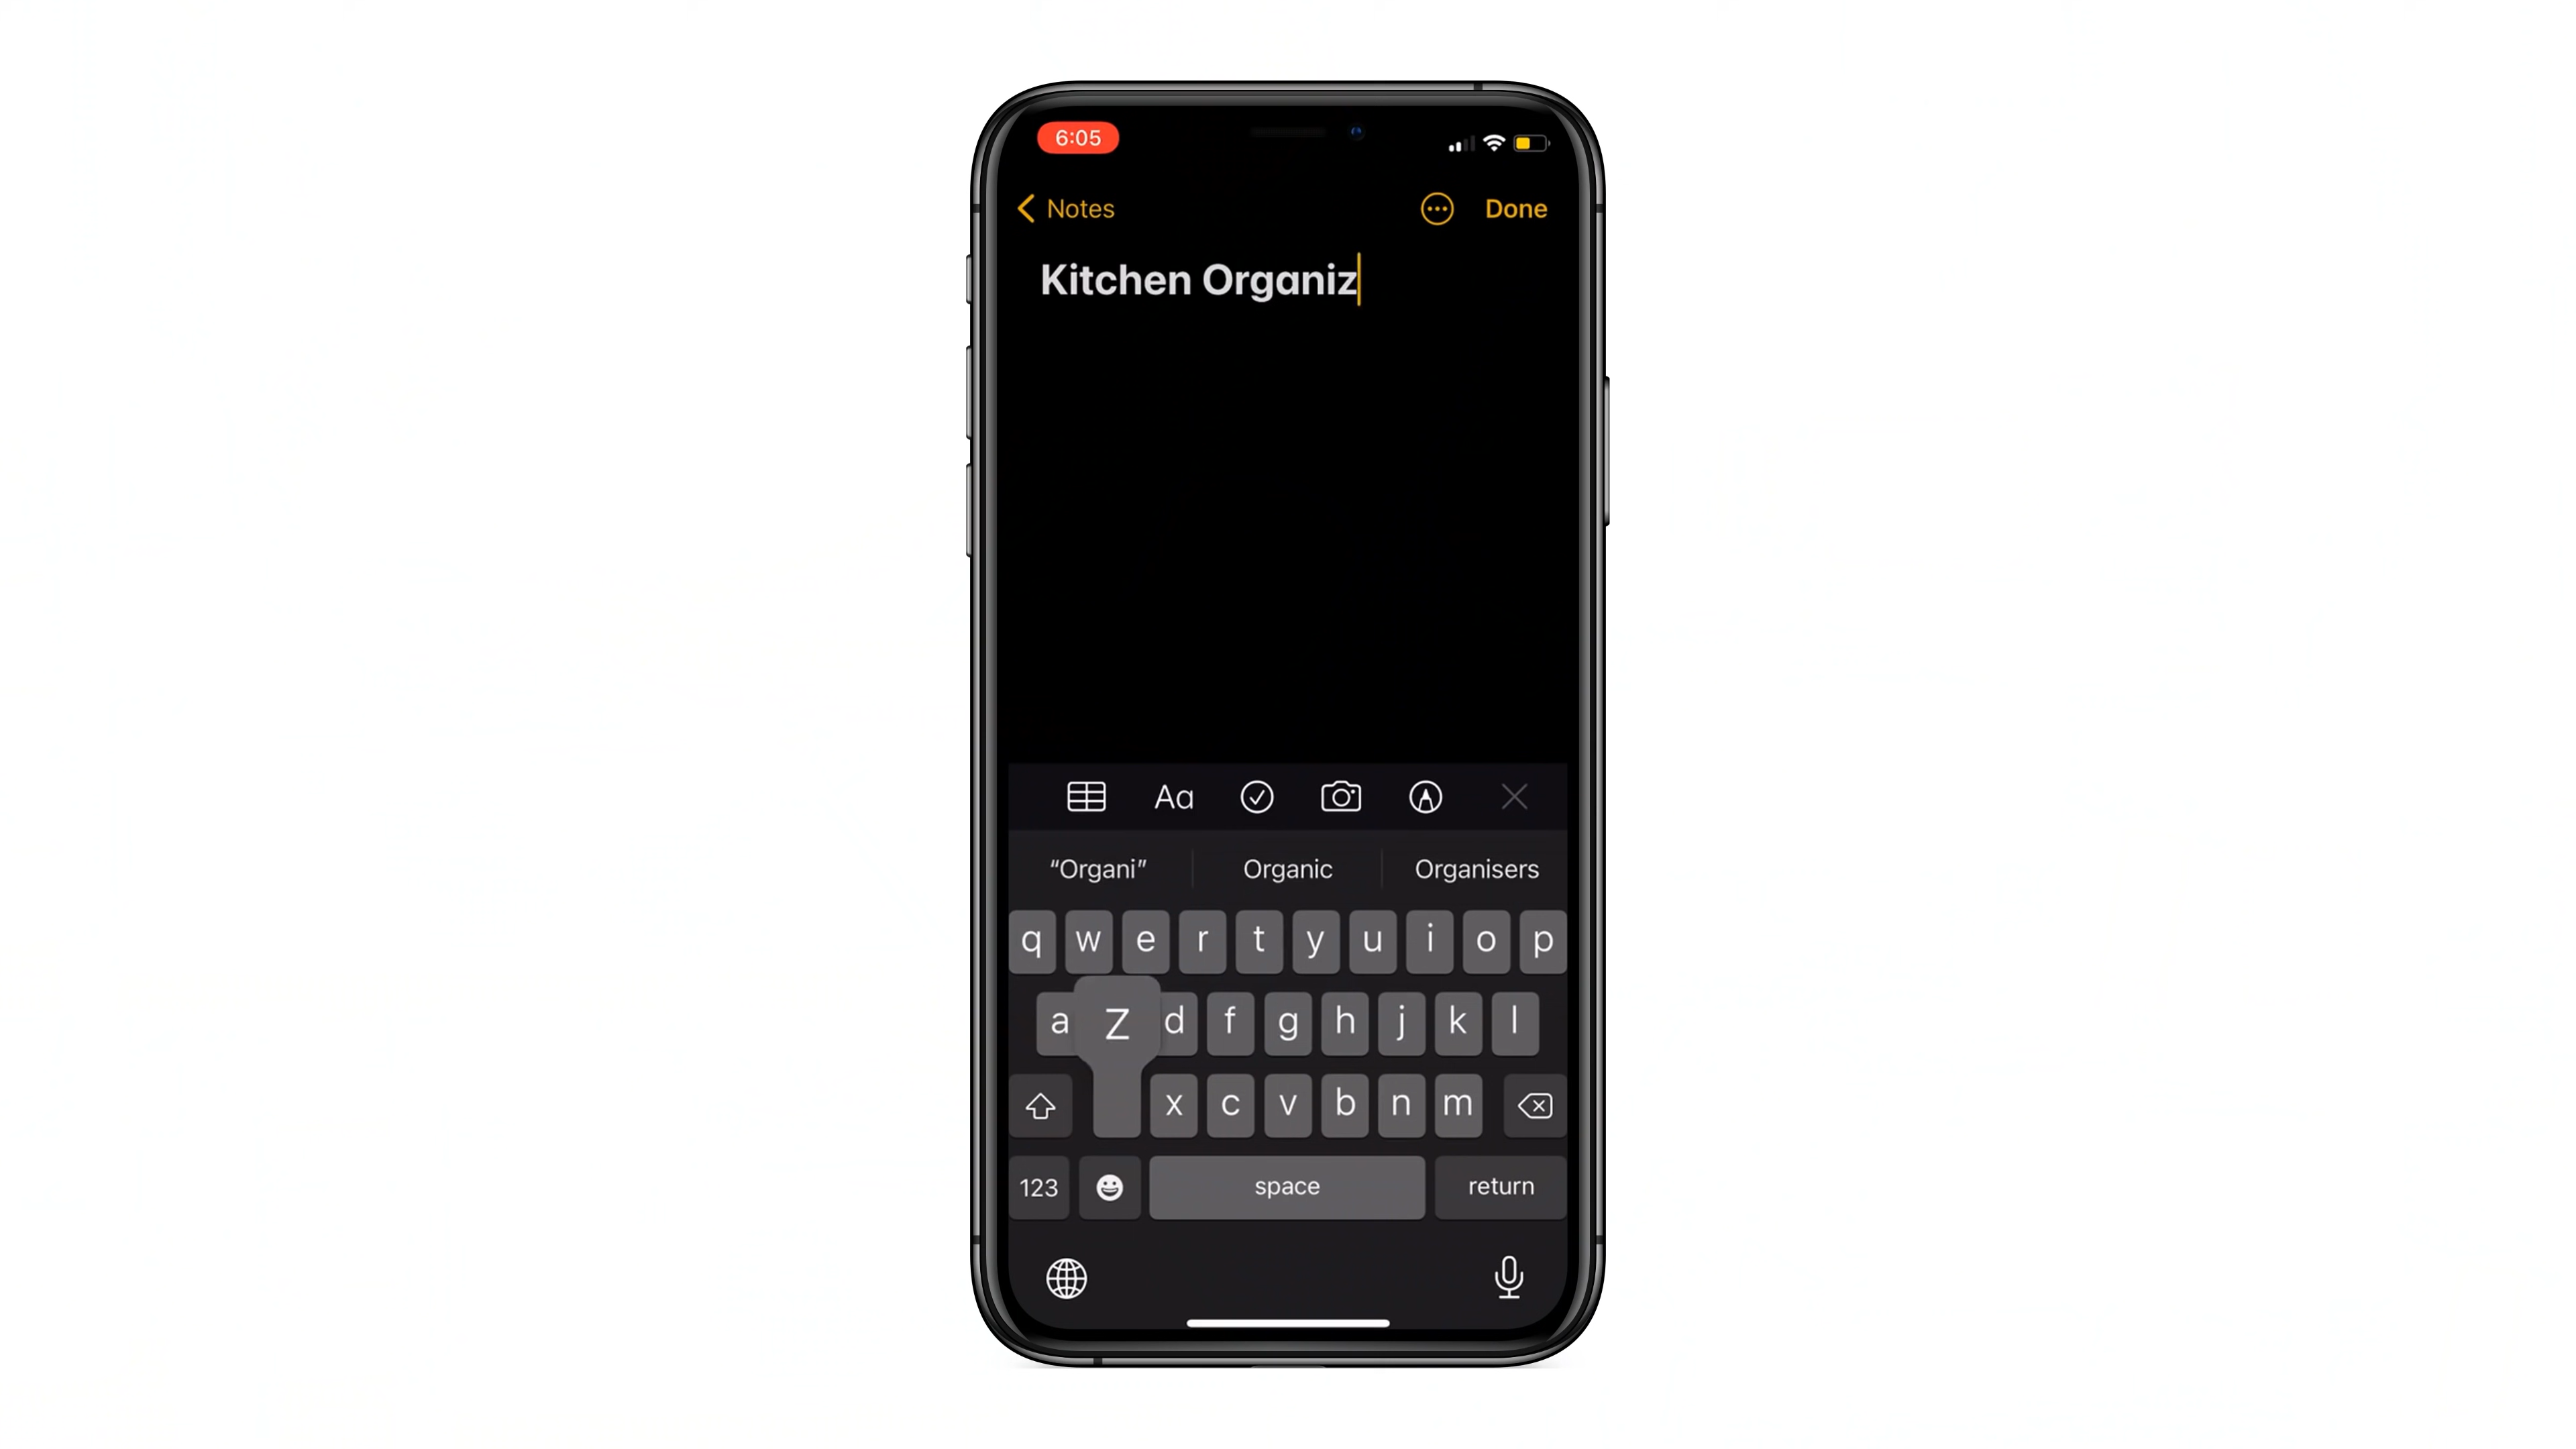 6:05
Notes Done
Kitchen Organiz
Aa
“Organi” Organic Organisers
q w e r t y u i o p
a Z d f g h j k l
x c v b n m
123 space return